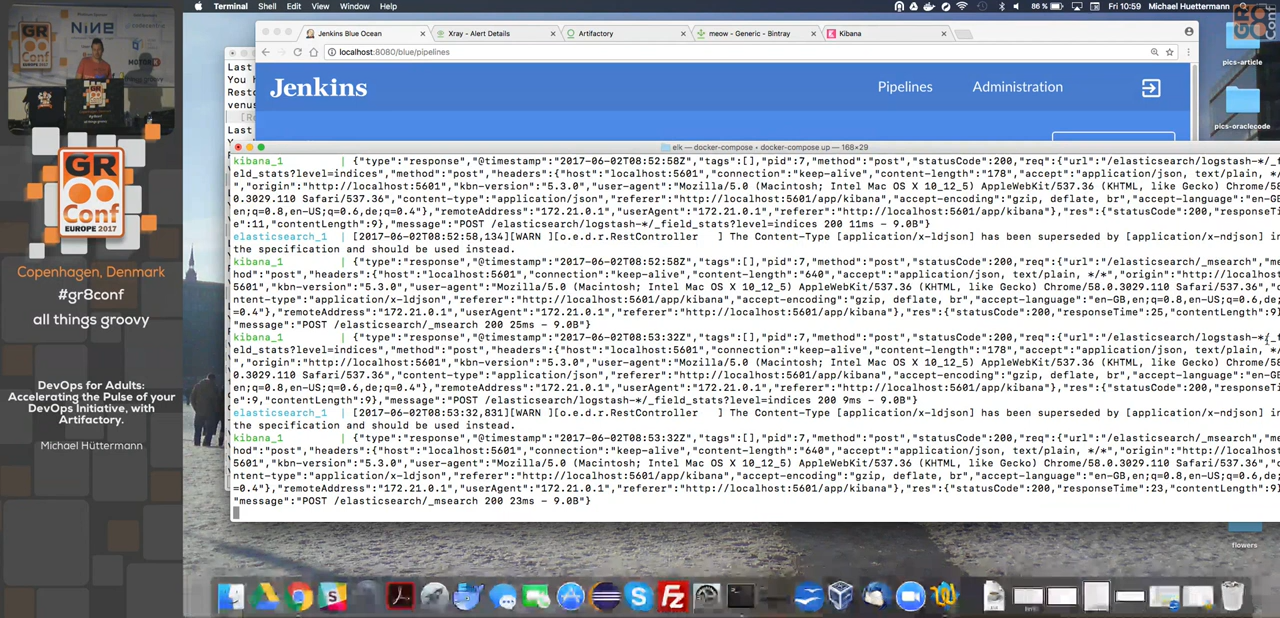 GR8
Conf
NINE
GR
Conf
EUROPE 2017
Copenhagen, Denmark
#gr8conf
all things groovy
DevOps for Adults:
Accelerating the Pulse of your
DevOps Initiative, with
Artifactory.
Michael Hüttermann
Terminal Shell Edit View Window Help
86 % Fri 10:59 Michael Huettermann
Jenkins Blue Ocean
Xray - Alert Details
Artifactory
meow - Generic - Bintray
Kibana
localhost:8080/blue/pipelines
Last
You h
Resto
venus
[Re
Last
Jenkins
Pipelines Administration
elk — docker-compose • docker-compose up — 168×29
kibana_1 | {"type":"response","@timestamp":"2017-06-02T08:52:58Z","tags":[],"pid":7,"method":"post","statusCode":200,"req":{"url":"/elasticsearch/logstash-*/_f
eld_stats?level=indices","method":"post","headers":{"host":"localhost:5601","connection":"keep-alive","content-length":"178","accept":"application/json, text/plain, */*
,"origin":"http://localhost:5601","kbn-version":"5.3.0","user-agent":"Mozilla/5.0 (Macintosh; Intel Mac OS X 10_12_5) AppleWebKit/537.36 (KHTML, like Gecko) Chrome/58
0.3029.110 Safari/537.36","content-type":"application/json","referer":"http://localhost:5601/app/kibana","accept-encoding":"gzip, deflate, br","accept-language":"en-GB
en;q=0.8,en-US;q=0.6,de;q=0.4"},"remoteAddress":"172.21.0.1","userAgent":"172.21.0.1","referer":"http://localhost:5601/app/kibana"},"res":{"statusCode":200,"responseTim
":11,"contentLength":9},"message":"POST /elasticsearch/logstash-*/_field_stats?level=indices 200 11ms - 9.0B"}
elasticsearch_1 | [2017-06-02T08:52:58,134][WARN ][o.e.d.r.RestController ] The Content-Type [application/x-ldjson] has been superseded by [application/x-ndjson] in
the specification and should be used instead.
kibana_1 | {"type":"response","@timestamp":"2017-06-02T08:52:58Z","tags":[],"pid":7,"method":"post","statusCode":200,"req":{"url":"/elasticsearch/_msearch","me
hod":"post","headers":{"host":"localhost:5601","connection":"keep-alive","content-length":"640","accept":"application/json, text/plain, */*","origin":"http://localhost
5601","kbn-version":"5.3.0","user-agent":"Mozilla/5.0 (Macintosh; Intel Mac OS X 10_12_5) AppleWebKit/537.36 (KHTML, like Gecko) Chrome/58.0.3029.110 Safari/537.36","c
ntent-type":"application/x-ldjson","referer":"http://localhost:5601/app/kibana","accept-encoding":"gzip, deflate, br","accept-language":"en-GB,en;q=0.8,en-US;q=0.6,de;
=0.4"},"remoteAddress":"172.21.0.1","userAgent":"172.21.0.1","referer":"http://localhost:5601/app/kibana"},"res":{"statusCode":200,"responseTime":25,"contentLength":9}
"message":"POST /elasticsearch/_msearch 200 25ms - 9.0B"}
kibana_1 | {"type":"response","@timestamp":"2017-06-02T08:53:32Z","tags":[],"pid":7,"method":"post","statusCode":200,"req":{"url":"/elasticsearch/logstash-*/_f
eld_stats?level=indices","method":"post","headers":{"host":"localhost:5601","connection":"keep-alive","content-length":"178","accept":"application/json, text/plain, */*
,"origin":"http://localhost:5601","kbn-version":"5.3.0","user-agent":"Mozilla/5.0 (Macintosh; Intel Mac OS X 10_12_5) AppleWebKit/537.36 (KHTML, like Gecko) Chrome/58
0.3029.110 Safari/537.36","content-type":"application/json","referer":"http://localhost:5601/app/kibana","accept-encoding":"gzip, deflate, br","accept-language":"en-GB
en;q=0.8,en-US;q=0.6,de;q=0.4"},"remoteAddress":"172.21.0.1","userAgent":"172.21.0.1","referer":"http://localhost:5601/app/kibana"},"res":{"statusCode":200,"responseTim
":9,"contentLength":9},"message":"POST /elasticsearch/logstash-*/_field_stats?level=indices 200 9ms - 9.0B"}
elasticsearch_1 | [2017-06-02T08:53:32,831][WARN ][o.e.d.r.RestController ] The Content-Type [application/x-ldjson] has been superseded by [application/x-ndjson] in
the specification and should be used instead.
kibana_1 | {"type":"response","@timestamp":"2017-06-02T08:53:32Z","tags":[],"pid":7,"method":"post","statusCode":200,"req":{"url":"/elasticsearch/_msearch","me
hod":"post","headers":{"host":"localhost:5601","connection":"keep-alive","content-length":"640","accept":"application/json, text/plain, */*","origin":"http://localhost
5601","kbn-version":"5.3.0","user-agent":"Mozilla/5.0 (Macintosh; Intel Mac OS X 10_12_5) AppleWebKit/537.36 (KHTML, like Gecko) Chrome/58.0.3029.110 Safari/537.36","c
ntent-type":"application/x-ldjson","referer":"http://localhost:5601/app/kibana","accept-encoding":"gzip, deflate, br","accept-language":"en-GB,en;q=0.8,en-US;q=0.6,de;
=0.4"},"remoteAddress":"172.21.0.1","userAgent":"172.21.0.1","referer":"http://localhost:5601/app/kibana"},"res":{"statusCode":200,"responseTime":23,"contentLength":9}
"message":"POST /elasticsearch/_msearch 200 23ms - 9.0B"}
pics-article
pics-oraclecode
flowers